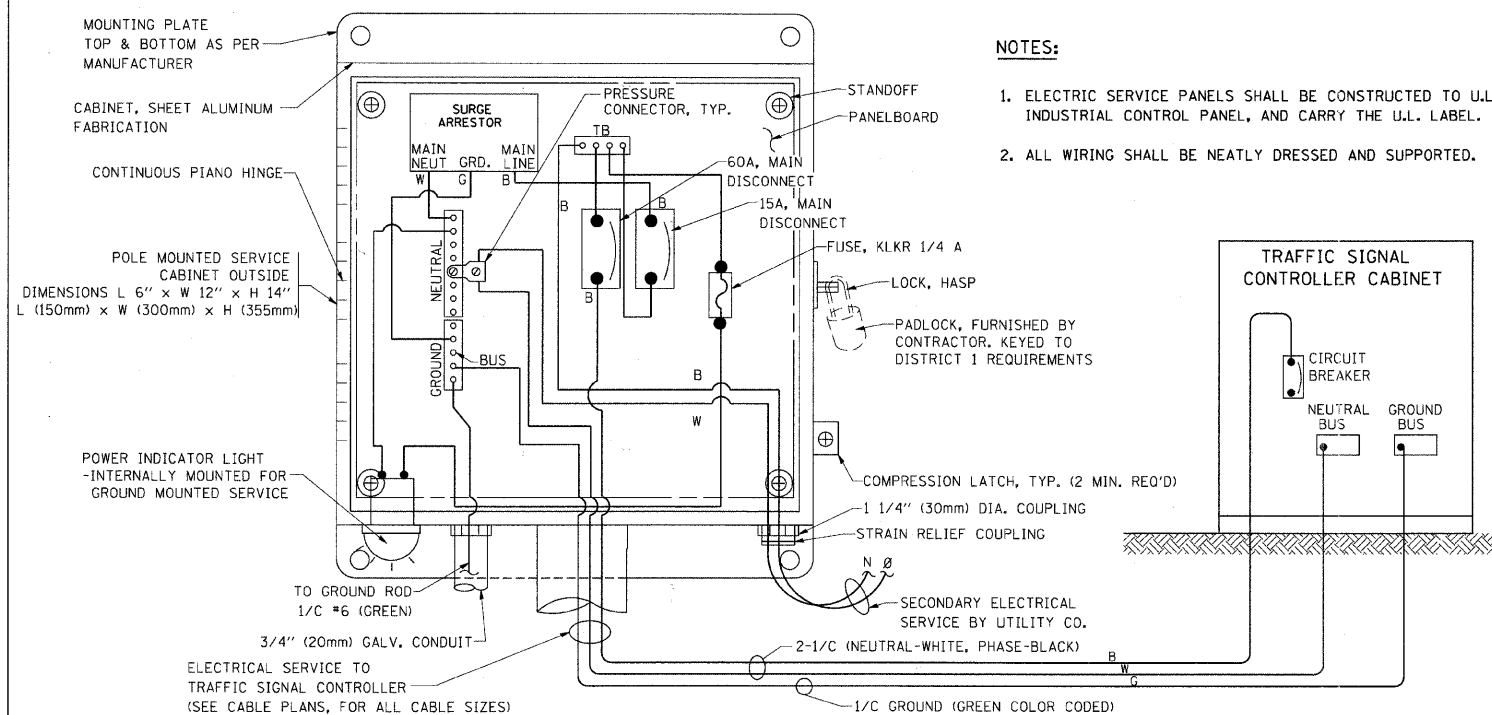 MOUNTING PLATE
TOP & BOTTOM AS PER
MANUFACTURER
CABINET, SHEET ALUMINUM
FABRICATION
CONTINUOUS PIANO HINGE
POLE MOUNTED SERVICE
CABINET OUTSIDE
DIMENSIONS L 6" x W 12" x H 14"
L (150mm) x W (300mm) x H (355mm)
POWER INDICATOR LIGHT
-INTERNALLY MOUNTED FOR
GROUND MOUNTED SERVICE
SURGE
ARRESTOR
MAIN
NEUT
GRD.
MAIN
LINE
W
G
B
PRESSURE
CONNECTOR, TYP.
TB
60A, MAIN
DISCONNECT
B
B
15A, MAIN
DISCONNECT
B
NEUTRAL
GROUND
BUS
B
W
STANDOFF
PANELBOARD
FUSE, KLKR 1/4 A
LOCK, HASP
PADLOCK, FURNISHED BY
CONTRACTOR. KEYED TO
DISTRICT 1 REQUIREMENTS
COMPRESSION LATCH, TYP. (2 MIN. REQ'D)
1 1/4" (30mm) DIA. COUPLING
STRAIN RELIEF COUPLING
N Ø
SECONDARY ELECTRICAL
SERVICE BY UTILITY CO.
TO GROUND ROD
1/C #6 (GREEN)
3/4" (20mm) GALV. CONDUIT
ELECTRICAL SERVICE TO
TRAFFIC SIGNAL CONTROLLER
(SEE CABLE PLANS, FOR ALL CABLE SIZES)
2-1/C (NEUTRAL-WHITE, PHASE-BLACK)
B
W
G
1/C GROUND (GREEN COLOR CODED)
NOTES:
1. ELECTRIC SERVICE PANELS SHALL BE CONSTRUCTED TO U.L
INDUSTRIAL CONTROL PANEL, AND CARRY THE U.L. LABEL.
2. ALL WIRING SHALL BE NEATLY DRESSED AND SUPPORTED.
TRAFFIC SIGNAL
CONTROLLER CABINET
CIRCUIT
BREAKER
NEUTRAL
BUS
GROUND
BUS